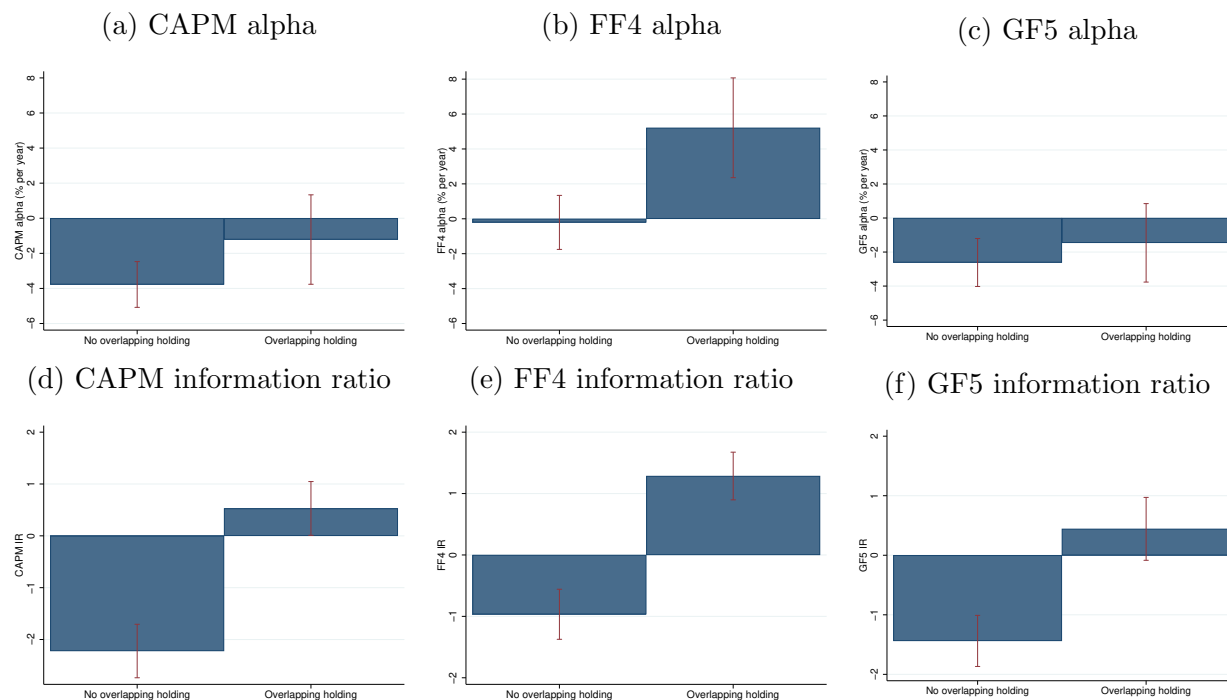 (a) CAPM alpha
(b) FF4 alpha
(c) GF5 alpha
CAPM alpha (% per year)
8
6
4
2
0
−2
−4
−6
No overlapping holding
Overlapping holding
FF4 alpha (% per year)
8
6
4
2
0
−2
−4
−6
No overlapping holding
Overlapping holding
GF5 alpha (% per year)
8
6
4
2
0
−2
−4
−6
No overlapping holding
Overlapping holding
(d) CAPM information ratio
(e) FF4 information ratio
(f) GF5 information ratio
CAPM IR
2
1
0
−1
−2
No overlapping holding
Overlapping holding
FF4 IR
2
1
0
−1
−2
No overlapping holding
Overlapping holding
GF5 IR
2
1
0
−1
−2
No overlapping holding
Overlapping holding